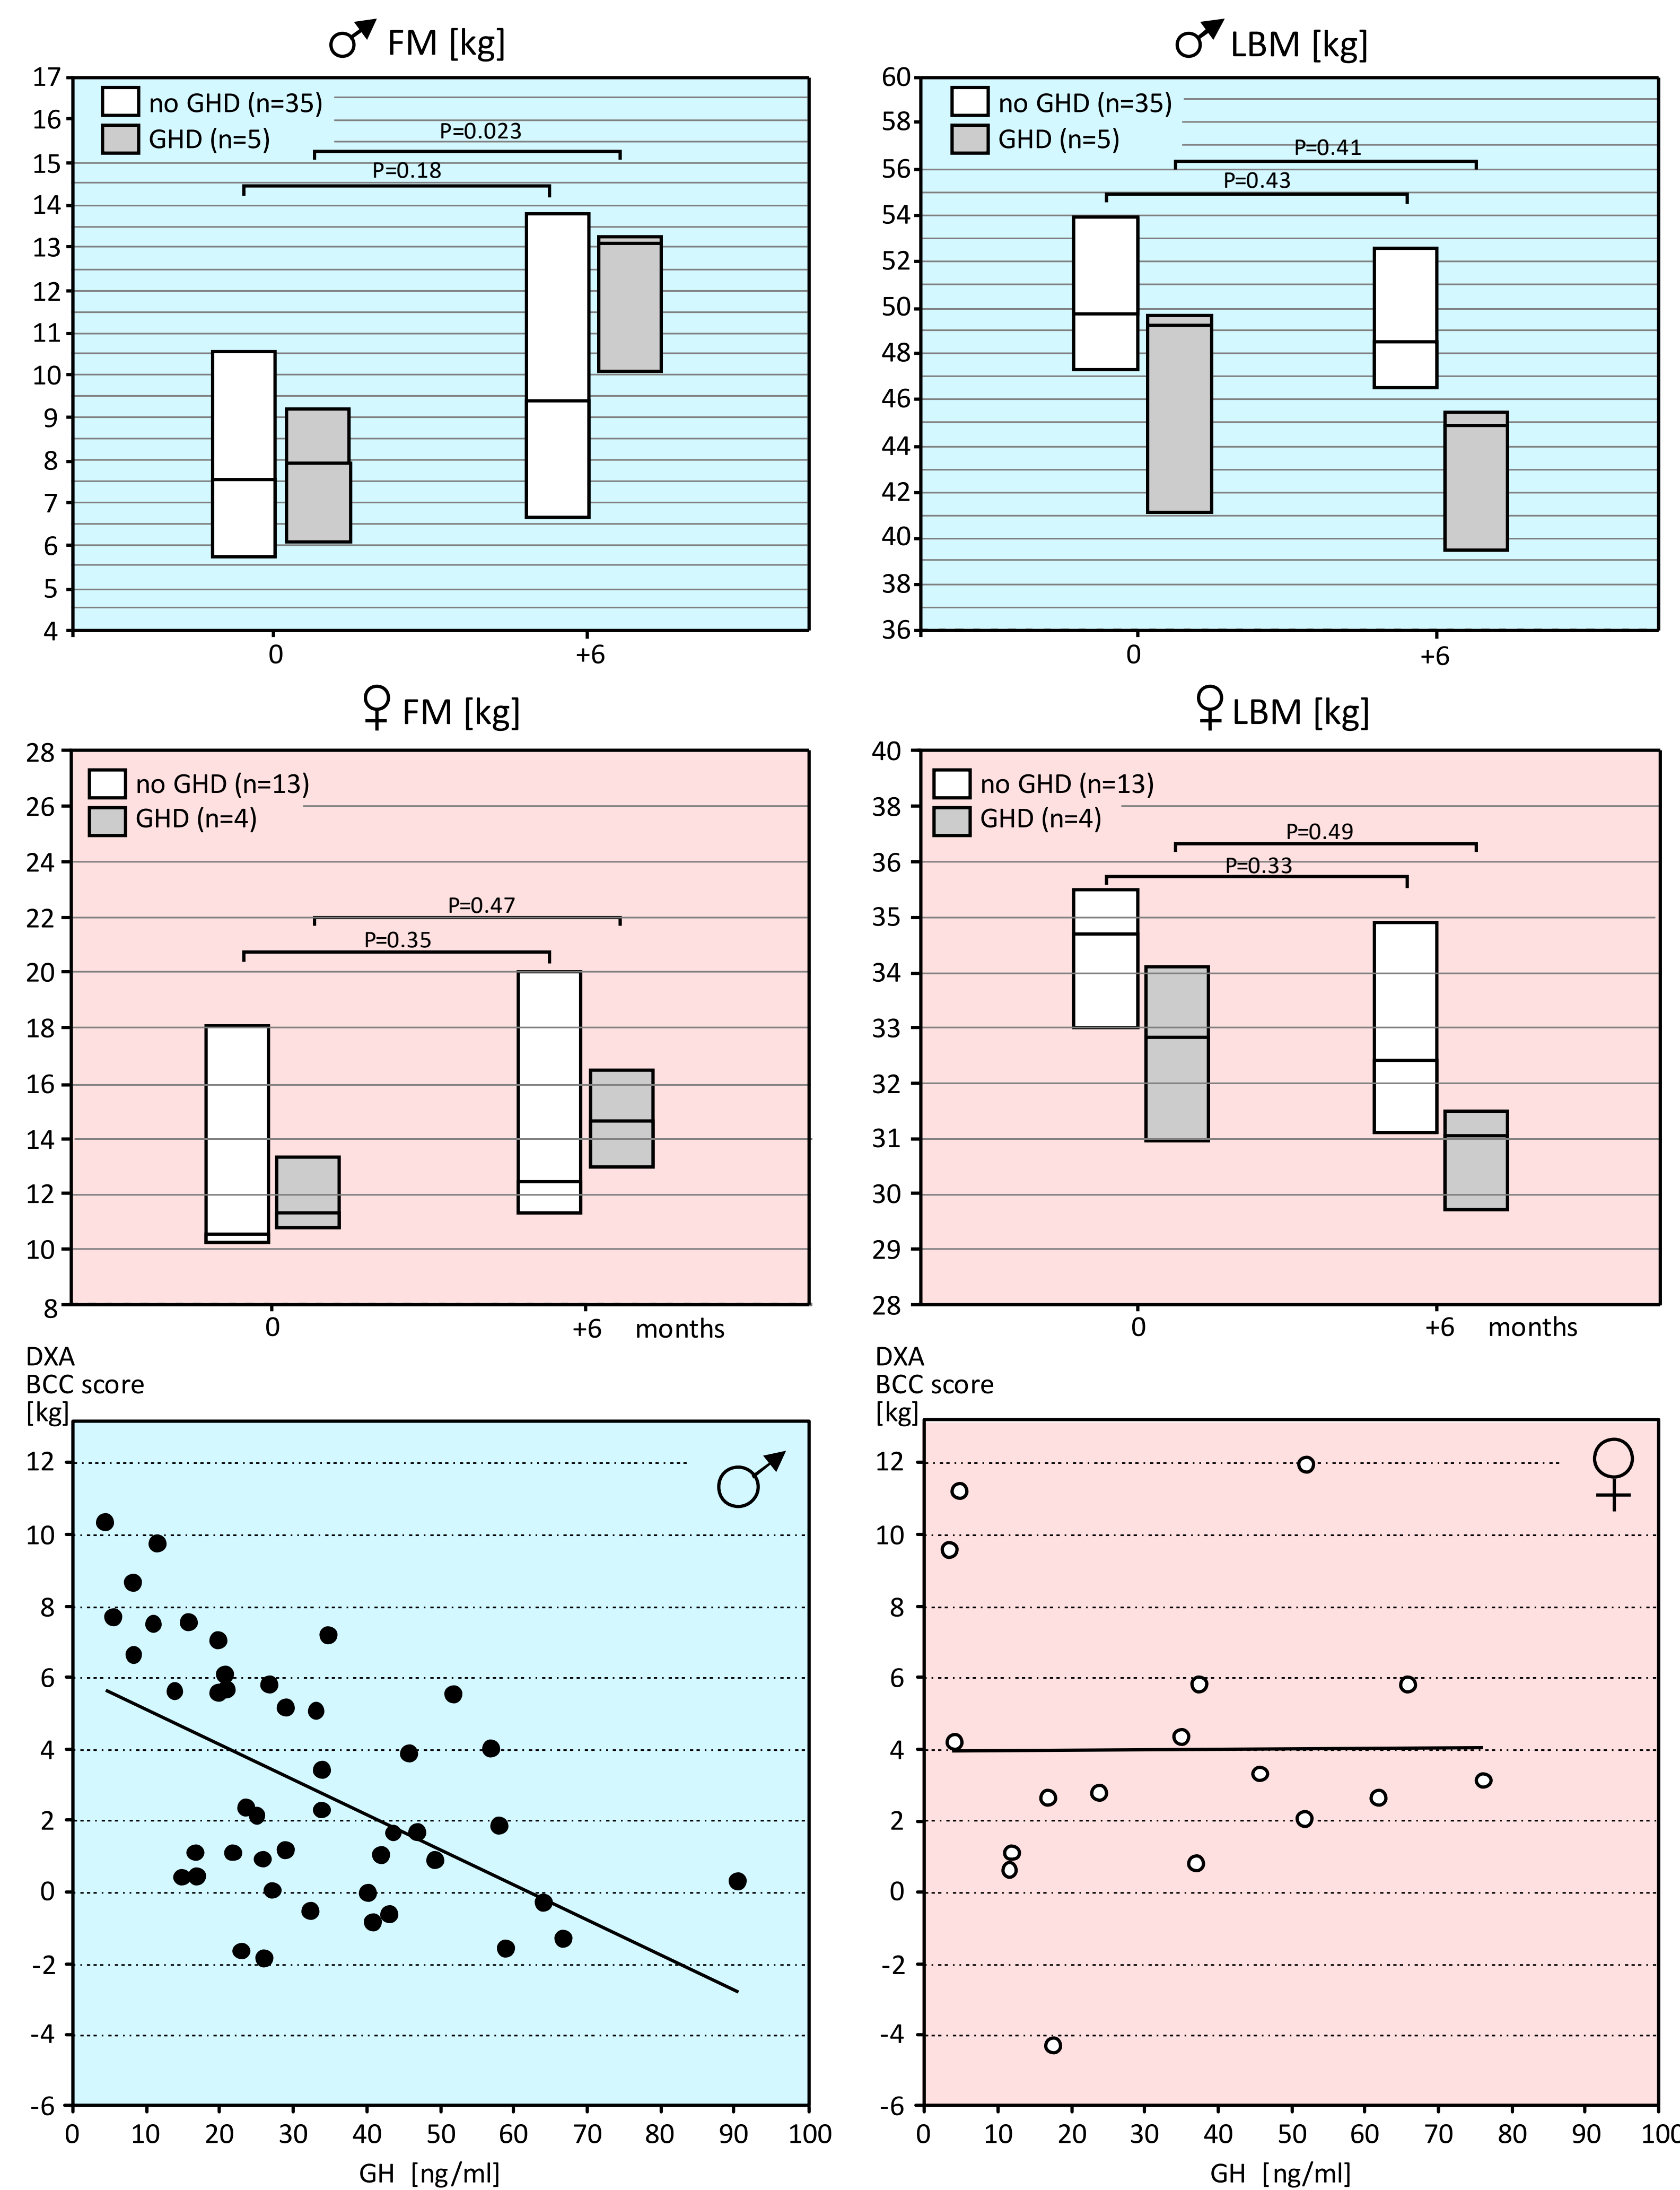 ♂ FM [kg]
17
16
15
14
13
12
11
10
9
8
7
6
5
4
no GHD (n=35)
GHD (n=5)
P=0.023
P=0.18
0 +6
♂ LBM [kg]
60
58
56
54
52
50
48
46
44
42
40
38
36
no GHD (n=35)
GHD (n=5)
P=0.41
P=0.43
0 +6
♀ FM [kg]
28
26
24
22
20
18
16
14
12
10
8
no GHD (n=13)
GHD (n=4)
P=0.47
P=0.35
0 +6 months
♀ LBM [kg]
40
38
36
35
34
33
32
31
30
29
28
no GHD (n=13)
GHD (n=4)
P=0.49
P=0.33
0 +6 months
DXA
BCC score
[kg]
12
10
8
6
4
2
0
-2
-4
-6
♂
0 10 20 30 40 50 60 70 80 90 100
GH [ng/ml]
DXA
BCC score
[kg]
12
10
8
6
4
2
0
-2
-4
-6
♀
0 10 20 30 40 50 60 70 80 90 100
GH [ng/ml]